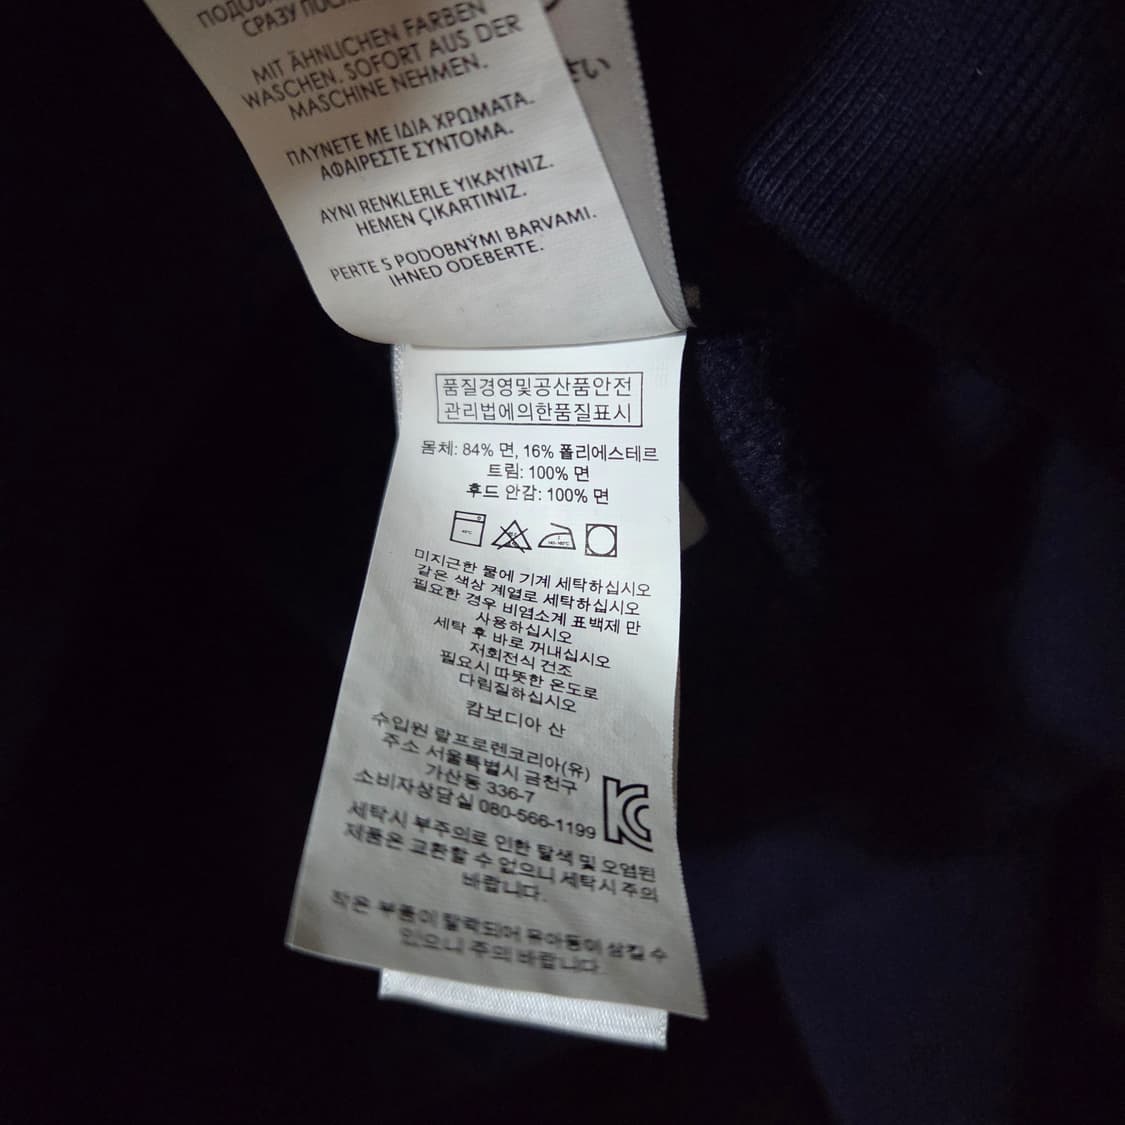 СРАЗУ
MIT ÄHNLICHEN FARBEN
WASCHEN. SOFORT AUS DER
MASCHINE NEHMEN.
ΠΛΥΝΕΤΕ ΜΕ ΙΔΙΑ ΧΡΩΜΑΤΑ.
ΑΦΑΙΡΕΣΤΕ ΣΥΝΤΟΜΑ.
AYNI RENKLERLE YIKAYINIZ.
HEMEN ÇIKARTINIZ.
PERTE S PODOBNÝMI BARVAMI.
IHNED ODEBERTE.
품질경영및공산품안전
관리법에의한품질표시
몸체: 84% 면, 16% 폴리에스테르
트림: 100% 면
후드 안감: 100% 면
미지근한 물에 기계 세탁하십시오
같은 색상 계열로 세탁하십시오
필요한 경우 비염소계 표백제 만
사용하십시오
세탁 후 바로 꺼내십시오
저회전식 건조
필요시 따뜻한 온도로
다림질하십시오
캄보디아 산
수입원 랄프로렌코리아(유)
주소 서울특별시 금천구
가산동 336-7
소비자상담실 080-566-1199
세탁시 부주의로 인한 탈색 및 오염된
제품은 교환할 수 없으니 세탁시 주의
바랍니다.
작은 부품이 탈락되어 유아동이 삼킬 수
있으니 주의 바랍니다.